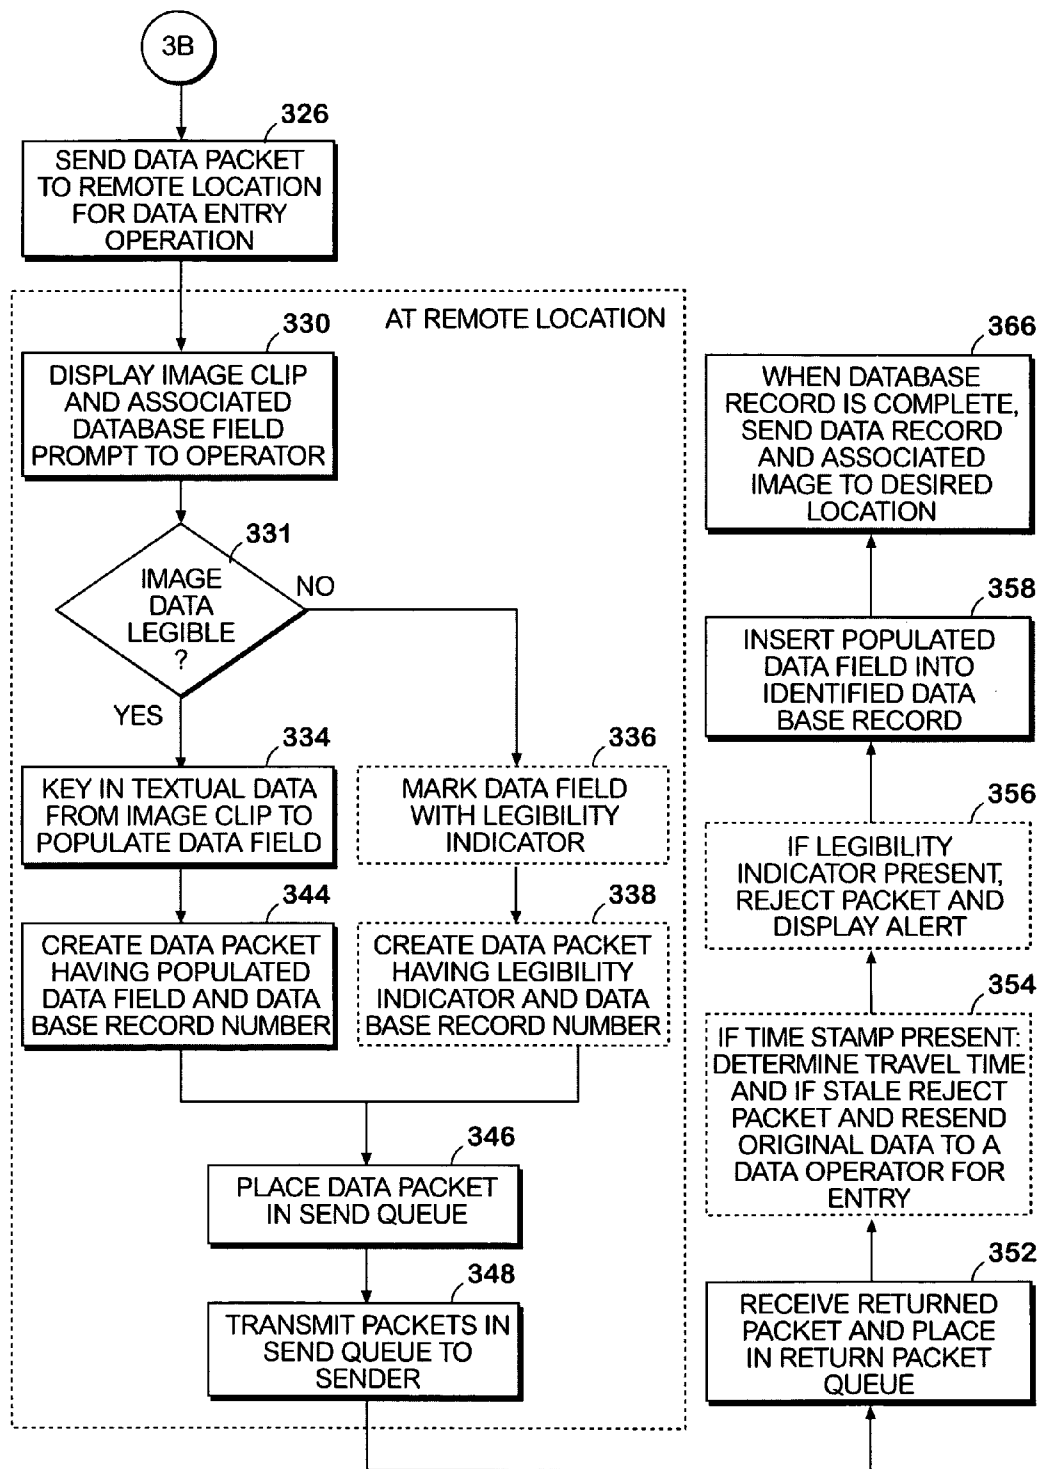 3B
326
SEND DATA PACKET
TO REMOTE LOCATION
FOR DATA ENTRY
OPERATION
AT REMOTE LOCATION
330
DISPLAY IMAGE CLIP
AND ASSOCIATED
DATABASE FIELD
PROMPT TO OPERATOR
331
IMAGE
DATA
LEGIBLE
?
NO
YES
334
KEY IN TEXTUAL DATA
FROM IMAGE CLIP TO
POPULATE DATA FIELD
336
MARK DATA FIELD
WITH LEGIBILITY
INDICATOR
344
CREATE DATA PACKET
HAVING POPULATED
DATA FIELD AND DATA
BASE RECORD NUMBER
338
CREATE DATA PACKET
HAVING LEGIBILITY
INDICATOR AND DATA
BASE RECORD NUMBER
346
PLACE DATA PACKET
IN SEND QUEUE
348
TRANSMIT PACKETS IN
SEND QUEUE TO
SENDER
366
WHEN DATABASE
RECORD IS COMPLETE,
SEND DATA RECORD
AND ASSOCIATED
IMAGE TO DESIRED
LOCATION
358
INSERT POPULATED
DATA FIELD INTO
IDENTIFIED DATA
BASE RECORD
356
IF LEGIBILITY
INDICATOR PRESENT,
REJECT PACKET AND
DISPLAY ALERT
354
IF TIME STAMP PRESENT:
DETERMINE TRAVEL TIME
AND IF STALE REJECT
PACKET AND RESEND
ORIGINAL DATA TO A
DATA OPERATOR FOR
ENTRY
352
RECEIVE RETURNED
PACKET AND PLACE
IN RETURN PACKET
QUEUE